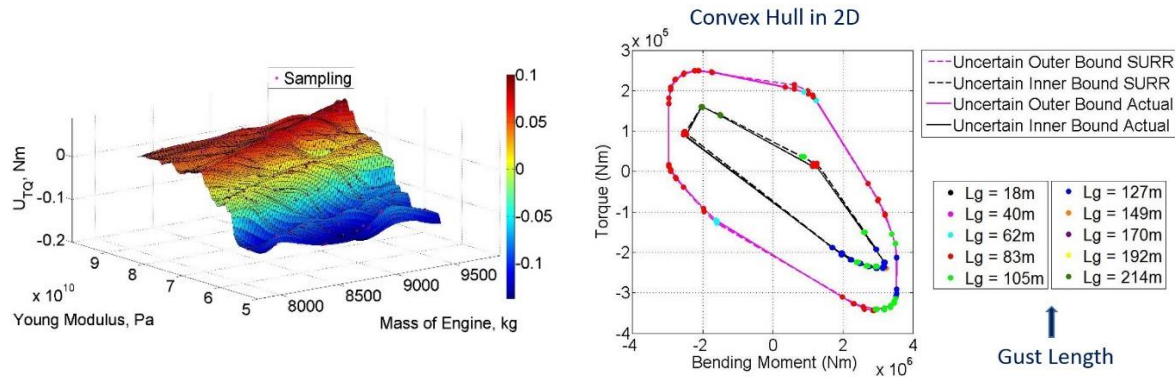 Sampling
0.1
0.05
0
-0.05
-0.1
0
-0.1
-0.2
U_TQ, Nm
9
8
7
6
5
x 10^10
Young Modulus, Pa
8000
8500
9000
9500
Mass of Engine, kg
Convex Hull in 2D
x 10^5
3
2
1
0
-1
-2
-3
-4
Torque (Nm)
-4 -2 0 2 4
Bending Moment (Nm)
x 10^6
Uncertain Outer Bound SURR
Uncertain Inner Bound SURR
Uncertain Outer Bound Actual
Uncertain Inner Bound Actual
Lg = 18m
Lg = 40m
Lg = 62m
Lg = 83m
Lg = 105m
Lg = 127m
Lg = 149m
Lg = 170m
Lg = 192m
Lg = 214m
Gust Length